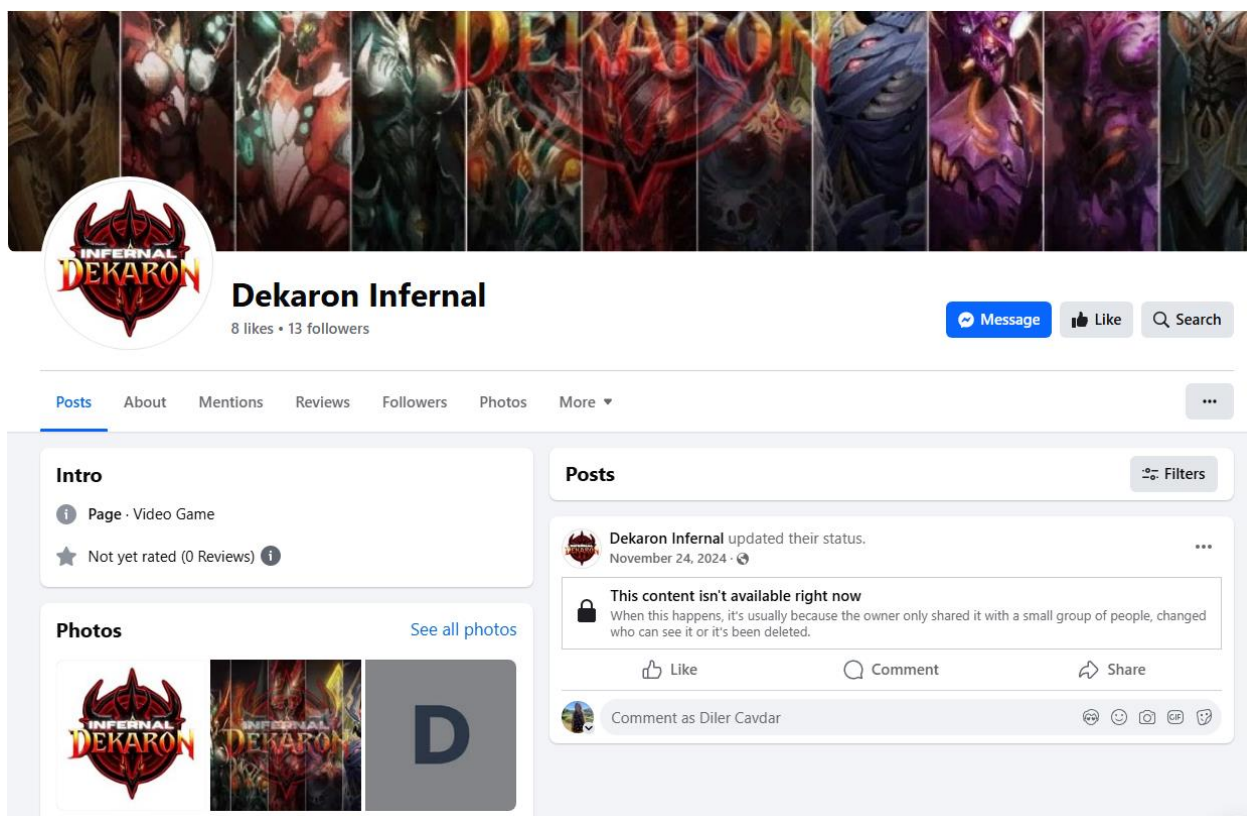 DEKARON
INFERNAL
DEKARON
Dekaron Infernal
8 likes • 13 followers
Message
Like
Search
Posts
About
Mentions
Reviews
Followers
Photos
More
Intro
Page · Video Game
Not yet rated (0 Reviews)
Photos
See all photos
INFERNAL
DEKARON
INFERNAL
DEKARON
D
Posts
Filters
Dekaron Infernal updated their status.
November 24, 2024 ·
This content isn't available right now
When this happens, it's usually because the owner only shared it with a small group of people, changed
who can see it or it's been deleted.
Like
Comment
Share
Comment as Diler Cavdar
GIF